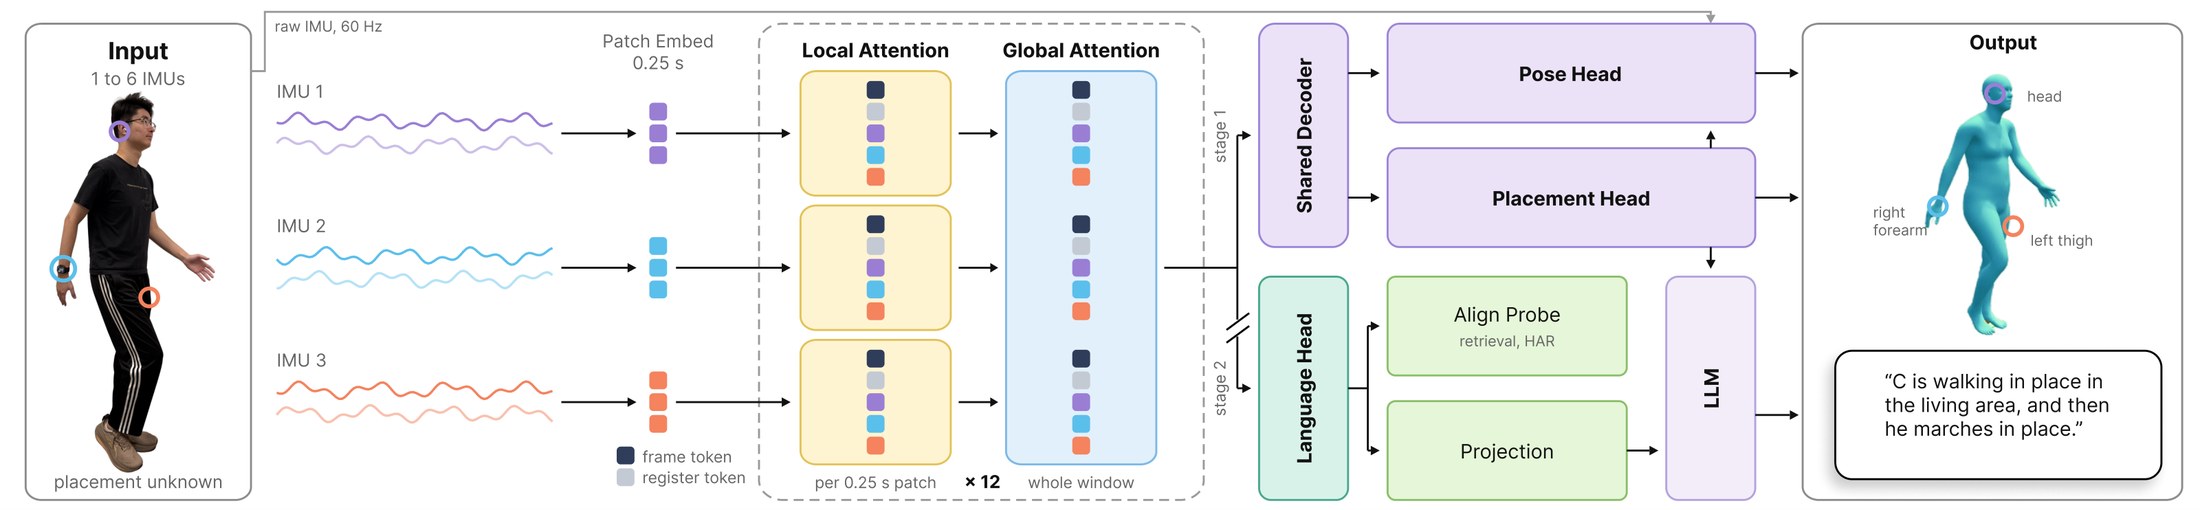 Input
1 to 6 IMUs
placement unknown
raw IMU, 60 Hz
IMU 1
IMU 2
IMU 3
Patch Embed
0.25 s
frame token
register token
Local Attention
Global Attention
per 0.25 s patch
× 12
whole window
stage 1
stage 2
Shared Decoder
Pose Head
Placement Head
Language Head
Align Probe
retrieval, HAR
Projection
LLM
Output
head
right
forearm
left thigh
“C is walking in place in
the living area, and then
he marches in place.”